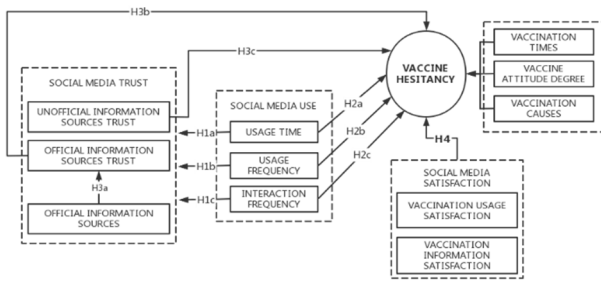 H3b
H3c
SOCIAL MEDIA TRUST
UNOFFICIAL INFORMATION
SOURCES TRUST
OFFICIAL INFORMATION
SOURCES TRUST
H3a
OFFICIAL INFORMATION
SOURCES
H1a
H1b
H1c
SOCIAL MEDIA USE
USAGE TIME
USAGE
FREQUENCY
INTERACTION
FREQUENCY
H2a
H2b
H2c
VACCINE
HESITANCY
H4
SOCIAL MEDIA
SATISFACTION
VACCINATION USAGE
SATISFACTION
VACCINATION
INFORMATION
SATISFACTION
VACCINATION
TIMES
VACCINE
ATTITUDE DEGREE
VACCINATION
CAUSES